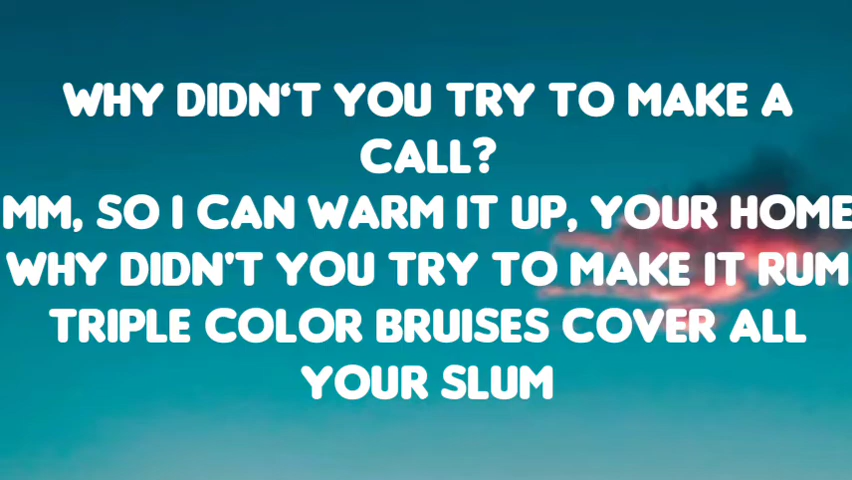 WHY DIDN‘T YOU TRY TO MAKE A
CALL?
MM, SO I CAN WARM IT UP, YOUR HOME
WHY DIDN'T YOU TRY TO MAKE IT RUM
TRIPLE COLOR BRUISES COVER ALL
YOUR SLUM